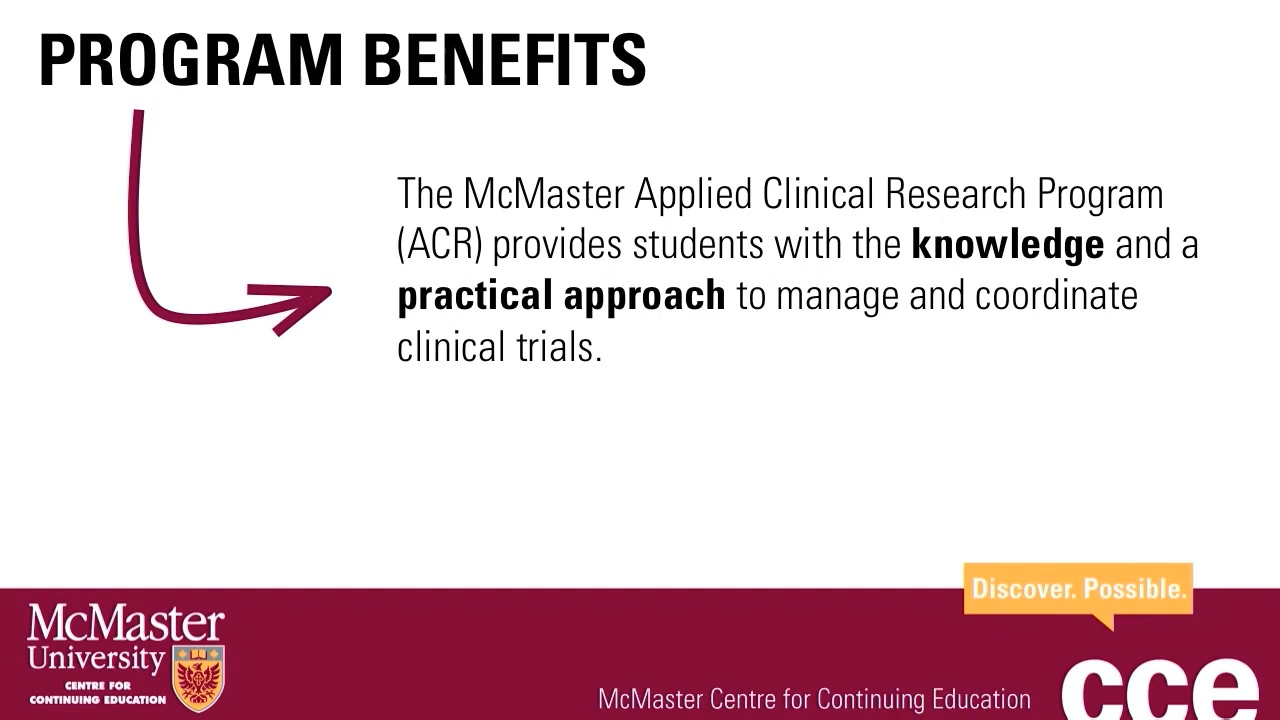 PROGRAM BENEFITS
The McMaster Applied Clinical Research Program
(ACR) provides students with the knowledge and a
practical approach to manage and coordinate
clinical trials.
Discover. Possible.
McMaster
University
CENTRE FOR
CONTINUING EDUCATION
McMaster Centre for Continuing Education
cce